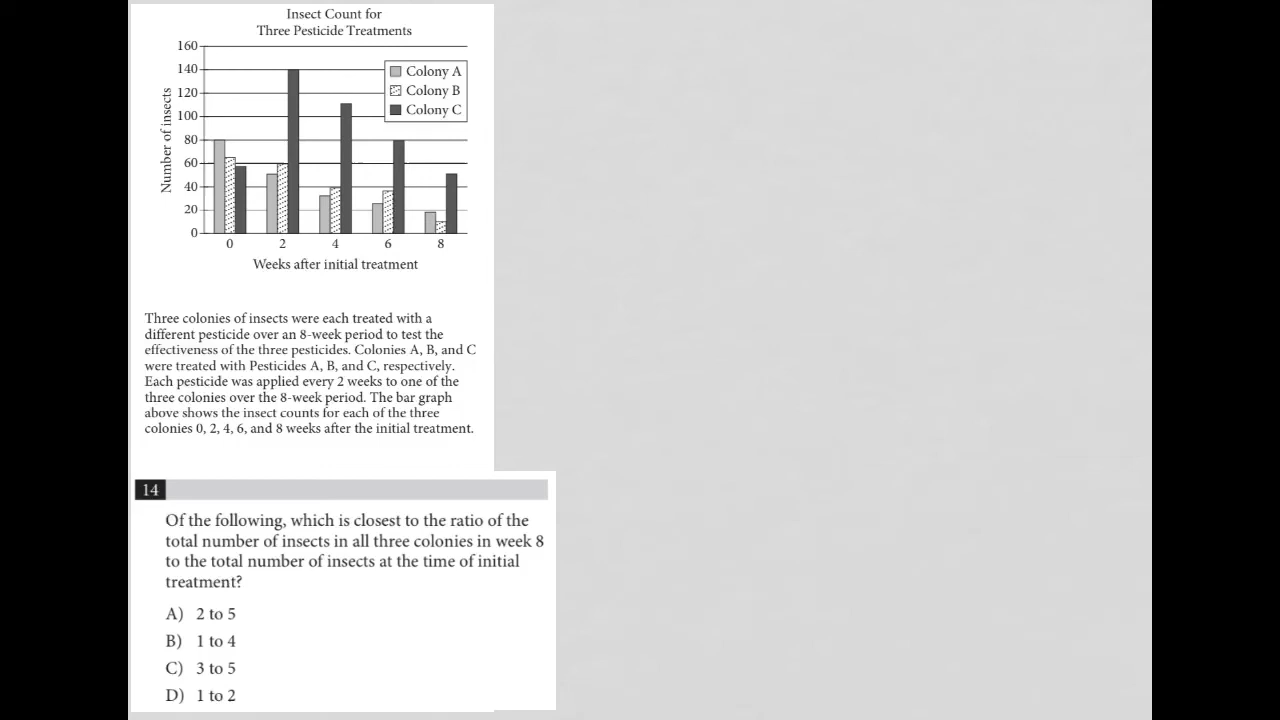 Insect Count for
Three Pesticide Treatments
160
140
120
100
80
60
40
20
0
Number of insects
Colony A
Colony B
Colony C
0 2 4 6 8
Weeks after initial treatment
Three colonies of insects were each treated with a
different pesticide over an 8-week period to test the
effectiveness of the three pesticides. Colonies A, B, and C
were treated with Pesticides A, B, and C, respectively.
Each pesticide was applied every 2 weeks to one of the
three colonies over the 8-week period. The bar graph
above shows the insect counts for each of the three
colonies 0, 2, 4, 6, and 8 weeks after the initial treatment.
14
Of the following, which is closest to the ratio of the
total number of insects in all three colonies in week 8
to the total number of insects at the time of initial
treatment?
A) 2 to 5
B) 1 to 4
C) 3 to 5
D) 1 to 2